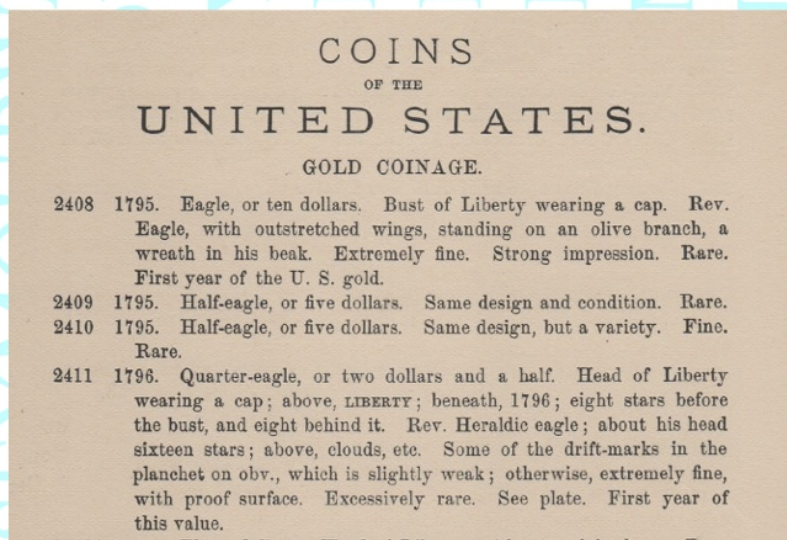 COINS
OF THE
UNITED STATES.
GOLD COINAGE.
2408 1795. Eagle, or ten dollars. Bust of Liberty wearing a cap. Rev.
Eagle, with outstretched wings, standing on an olive branch, a
wreath in his beak. Extremely fine. Strong impression. Rare.
First year of the U. S. gold.
2409 1795. Half-eagle, or five dollars. Same design and condition. Rare.
2410 1795. Half-eagle, or five dollars. Same design, but a variety. Fine.
Rare.
2411 1796. Quarter-eagle, or two dollars and a half. Head of Liberty
wearing a cap; above, LIBERTY; beneath, 1796; eight stars before
the bust, and eight behind it. Rev. Heraldic eagle; about his head
sixteen stars; above, clouds, etc. Some of the drift-marks in the
planchet on obv., which is slightly weak; otherwise, extremely fine,
with proof surface. Excessively rare. See plate. First year of
this value.